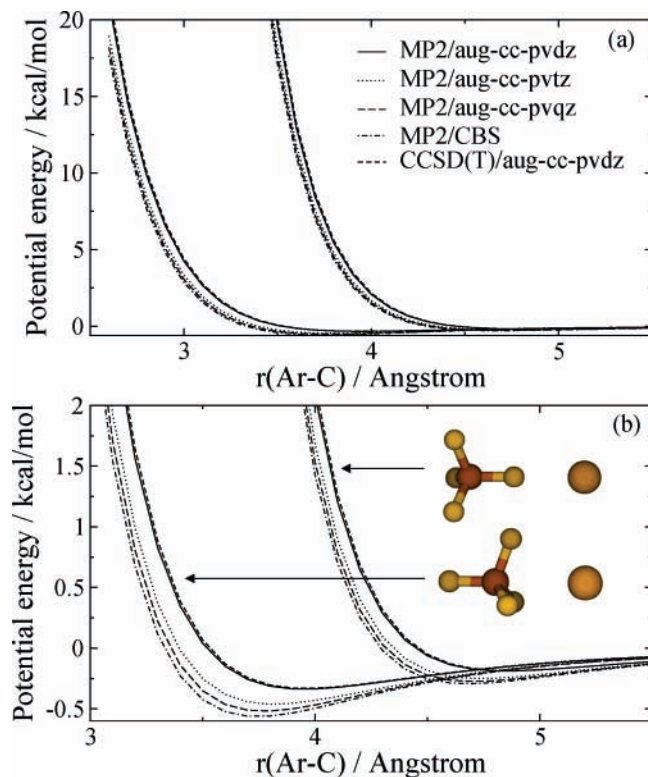 20
15
10
5
0
Potential energy / kcal/mol
(a)
MP2/aug-cc-pvdz
MP2/aug-cc-pvtz
MP2/aug-cc-pvqz
MP2/CBS
CCSD(T)/aug-cc-pvdz
3 4 5
r(Ar-C) / Angstrom
2
1.5
1
0.5
0
-0.5
Potential energy / kcal/mol
(b)
3 4 5
r(Ar-C) / Angstrom